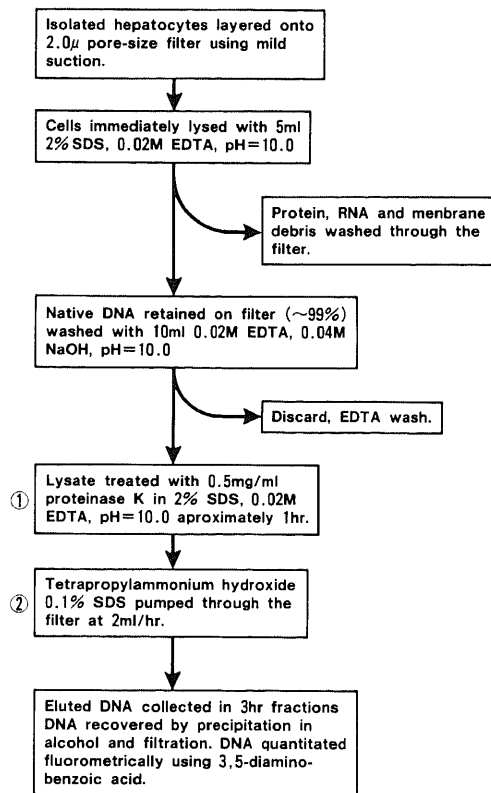 Isolated hepatocytes layered onto
2.0μ pore-size filter using mild
suction.
Cells immediately lysed with 5ml
2% SDS, 0.02M EDTA, pH=10.0
Protein, RNA and menbrane
debris washed through the
filter.
Native DNA retained on filter (~99%)
washed with 10ml 0.02M EDTA, 0.04M
NaOH, pH=10.0
Discard, EDTA wash.
① Lysate treated with 0.5mg/ml
proteinase K in 2% SDS, 0.02M
EDTA, pH=10.0 aproximately 1hr.
② Tetrapropylammonium hydroxide
0.1% SDS pumped through the
filter at 2ml/hr.
Eluted DNA collected in 3hr fractions
DNA recovered by precipitation in
alcohol and filtration. DNA quantitated
fluorometrically using 3,5-diamino-
benzoic acid.